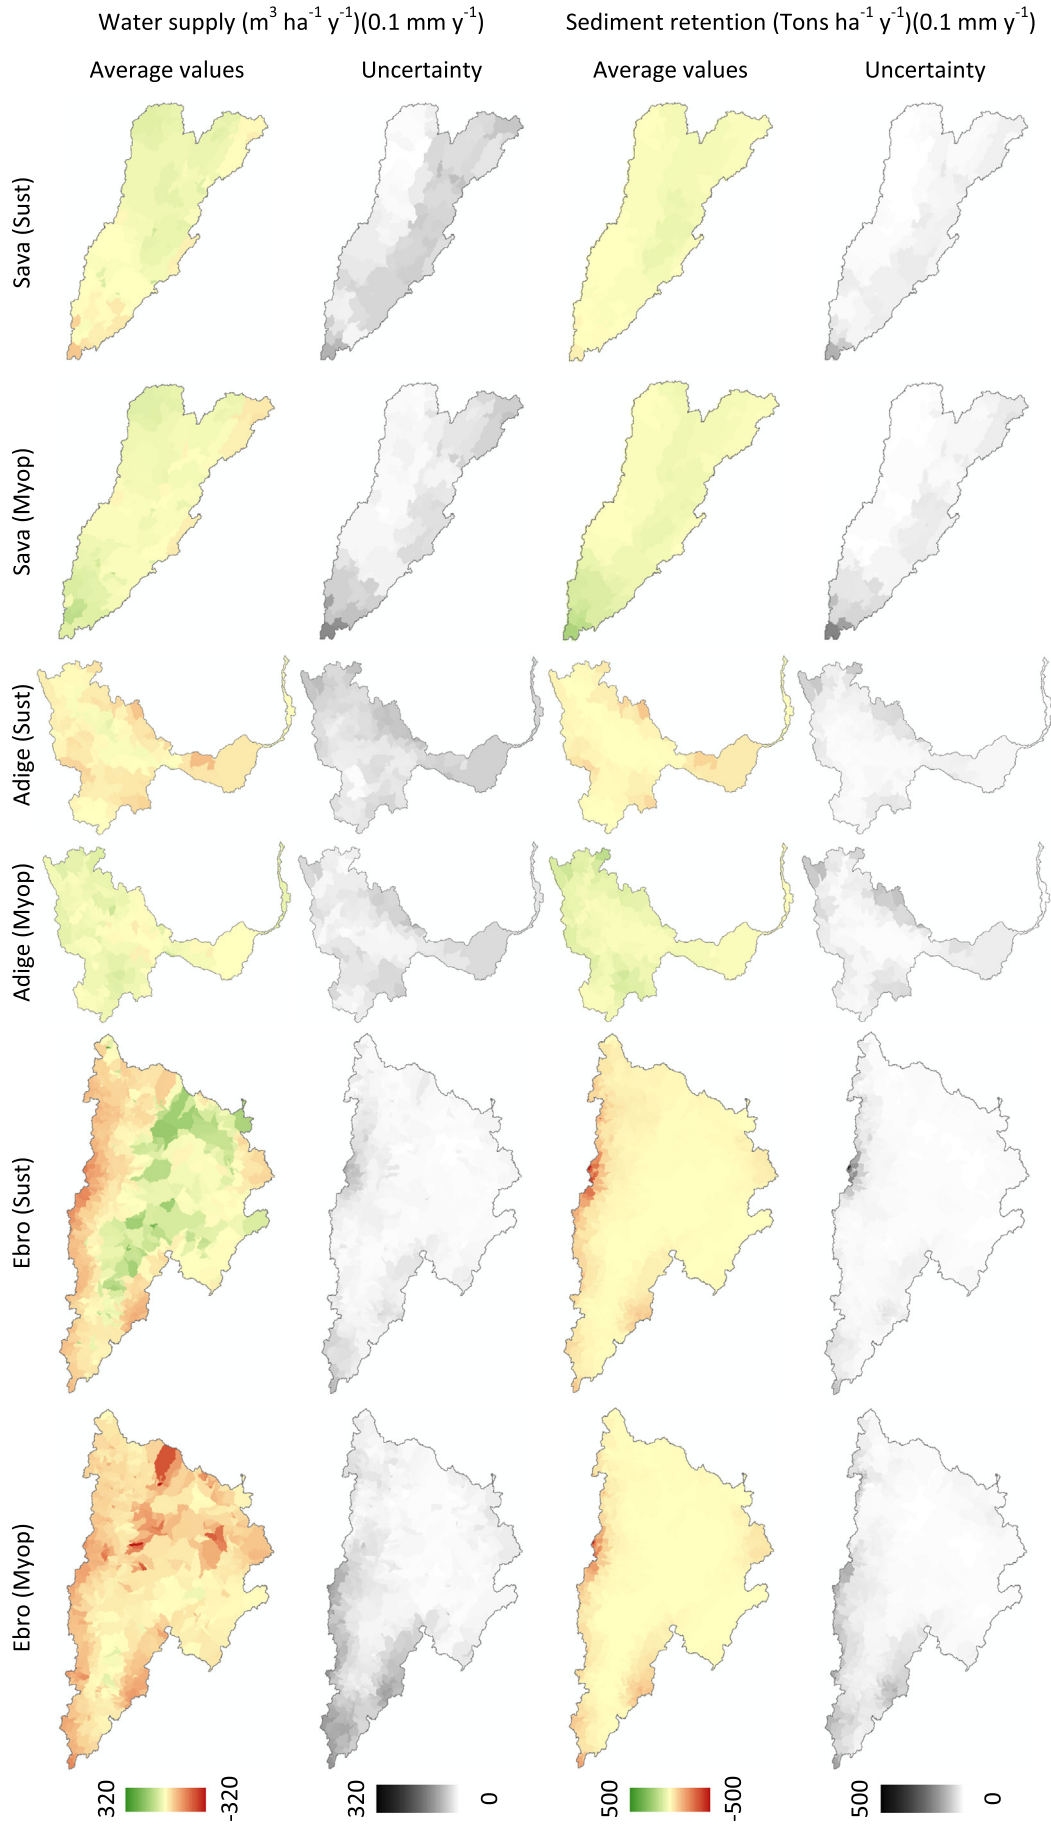 Water supply (m³ ha⁻¹ y⁻¹)(0.1 mm y⁻¹) Sediment retention (Tons ha⁻¹ y⁻¹)(0.1 mm y⁻¹)
Average values Uncertainty Average values Uncertainty
Sava (Sust)
Sava (Myop)
Adige (Sust)
Adige (Myop)
Ebro (Sust)
Ebro (Myop)
320 -320 320 0 500 -500 500 0